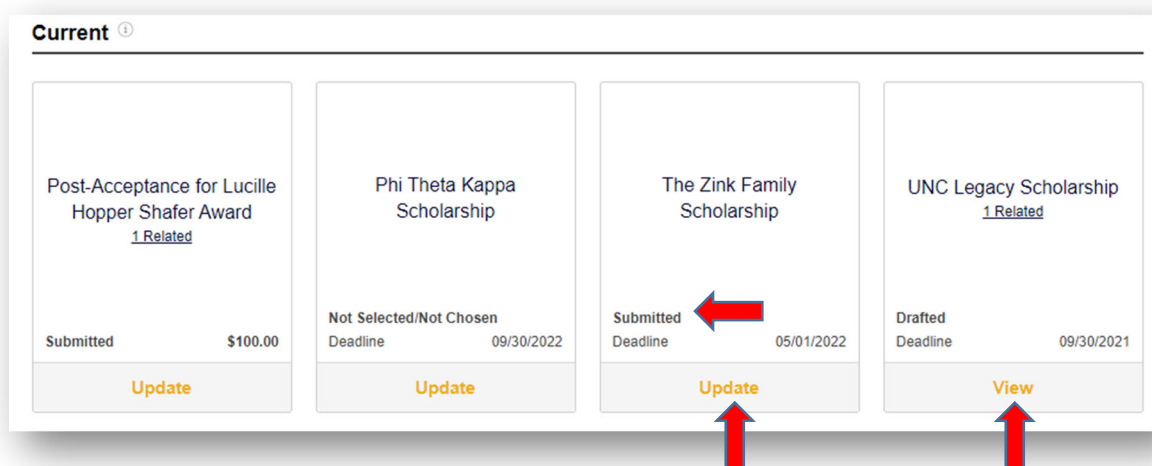 Current
Post-Acceptance for Lucille
Hopper Shafer Award
1 Related
Submitted $100.00
Update
Phi Theta Kappa
Scholarship
Not Selected/Not Chosen
Deadline 09/30/2022
Update
The Zink Family
Scholarship
Submitted
Deadline 05/01/2022
Update
UNC Legacy Scholarship
1 Related
Drafted
Deadline 09/30/2021
View